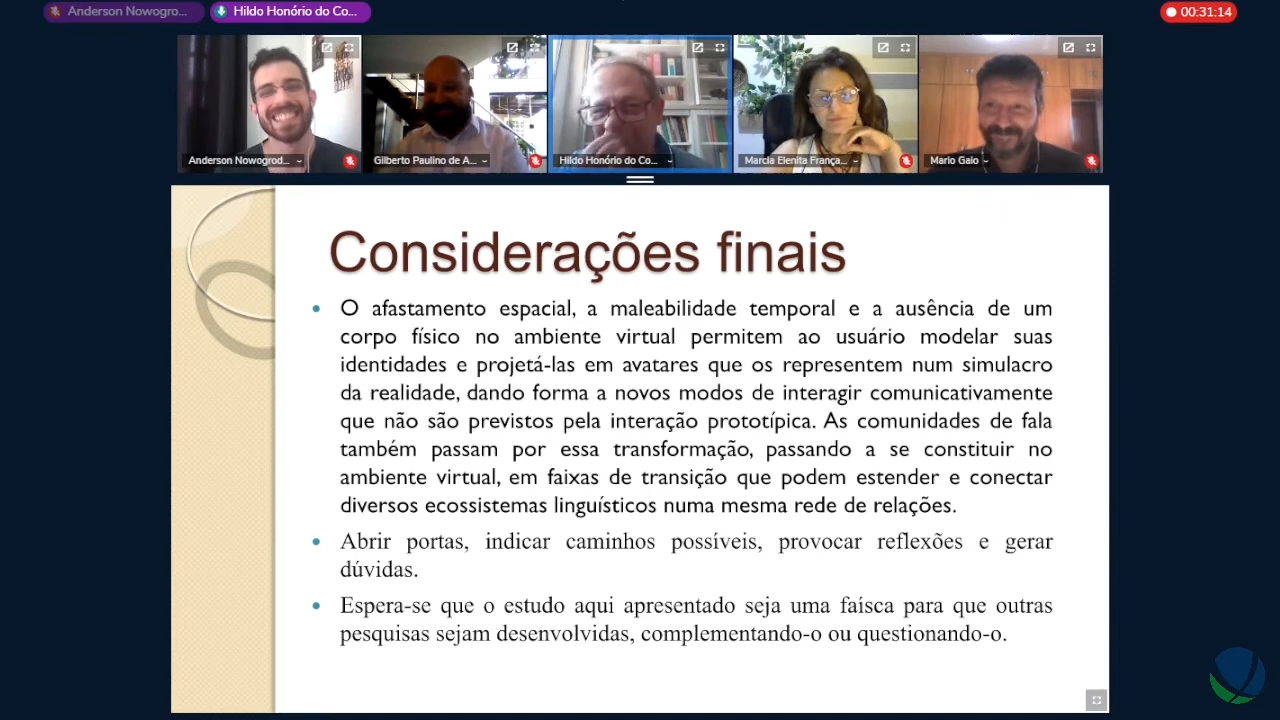 Anderson Nowogro...
Hildo Honório do Co...
00:31:14
Anderson Nowogrod...
Gilberto Paulino de A...
Hildo Honório do Co...
Marcia Elenita França...
Mario Gaio
Considerações finais
O afastamento espacial, a maleabilidade temporal e a ausência de um
corpo físico no ambiente virtual permitem ao usuário modelar suas
identidades e projetá-las em avatares que os representem num simulacro
da realidade, dando forma a novos modos de interagir comunicativamente
que não são previstos pela interação prototípica. As comunidades de fala
também passam por essa transformação, passando a se constituir no
ambiente virtual, em faixas de transição que podem estender e conectar
diversos ecossistemas linguísticos numa mesma rede de relações.
Abrir portas, indicar caminhos possíveis, provocar reflexões e gerar
dúvidas.
Espera-se que o estudo aqui apresentado seja uma faísca para que outras
pesquisas sejam desenvolvidas, complementando-o ou questionando-o.